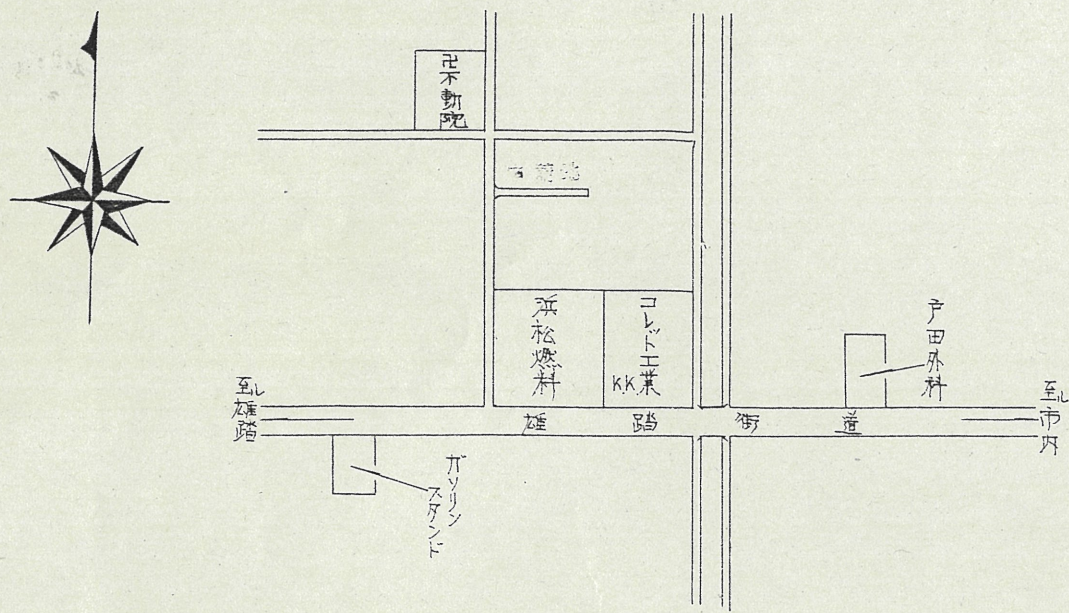 卍不動院
浜松燃料
コレット工業
K.K.
戸田外科
至ル雄踏
雄踏街道
至ル市内
ガソリン
スタンド